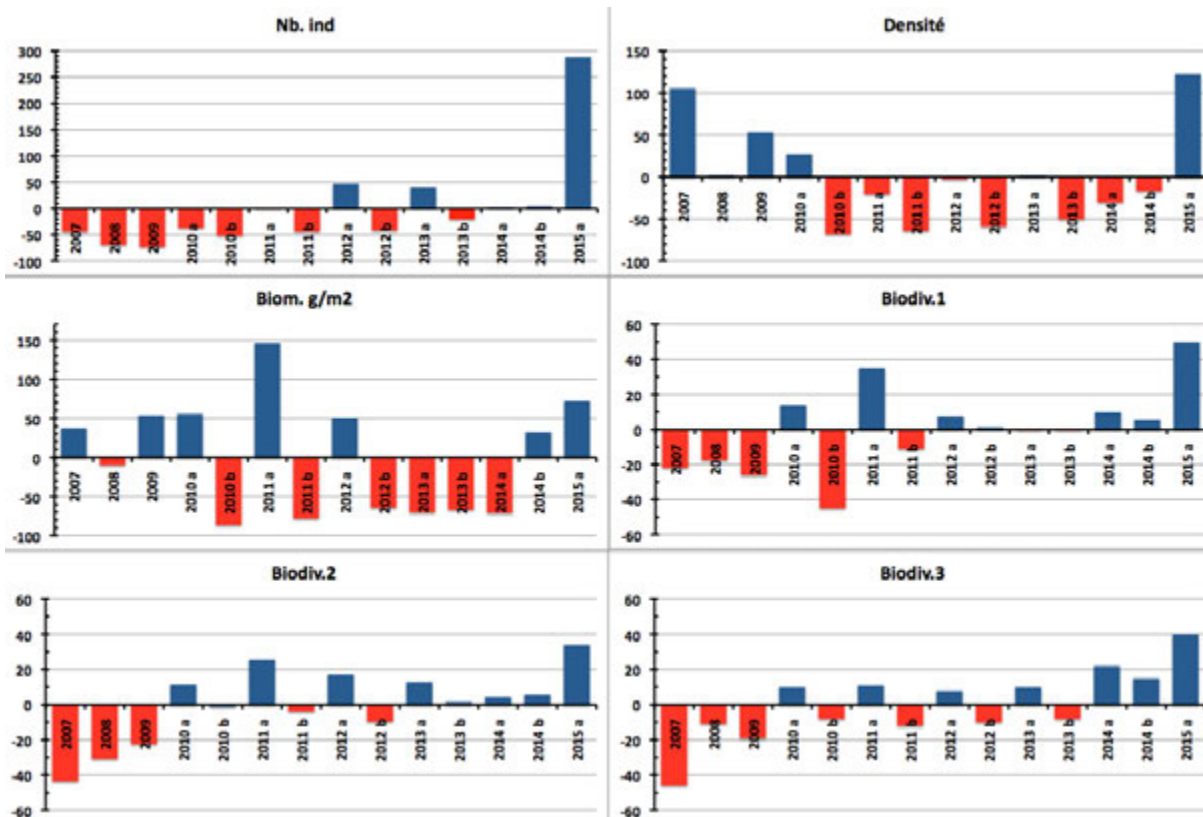 Nb. ind
300
250
200
150
100
50
0
-50
-100
2007
2008
2009
2010 a
2010 b
2011 a
2011 b
2012 a
2012 b
2013 a
2013 b
2014 a
2014 b
2015 a
Densité
150
100
50
0
-50
-100
2007
2008
2009
2010 a
2010 b
2011 a
2011 b
2012 a
2012 b
2013 a
2013 b
2014 a
2014 b
2015 a
Biom. g/m2
150
100
50
0
-50
-100
2007
2008
2009
2010 a
2010 b
2011 a
2011 b
2012 a
2012 b
2013 a
2013 b
2014 a
2014 b
2015 a
Biodiv.1
60
40
20
0
-20
-40
-60
2007
2008
2009
2010 a
2010 b
2011 a
2011 b
2012 a
2012 b
2013 a
2013 b
2014 a
2014 b
2015 a
Biodiv.2
60
40
20
0
-20
-40
-60
2007
2008
2009
2010 a
2010 b
2011 a
2011 b
2012 a
2012 b
2013 a
2013 b
2014 a
2014 b
2015 a
Biodiv.3
60
40
20
0
-20
-40
-60
2007
2008
2009
2010 a
2010 b
2011 a
2011 b
2012 a
2012 b
2013 a
2013 b
2014 a
2014 b
2015 a